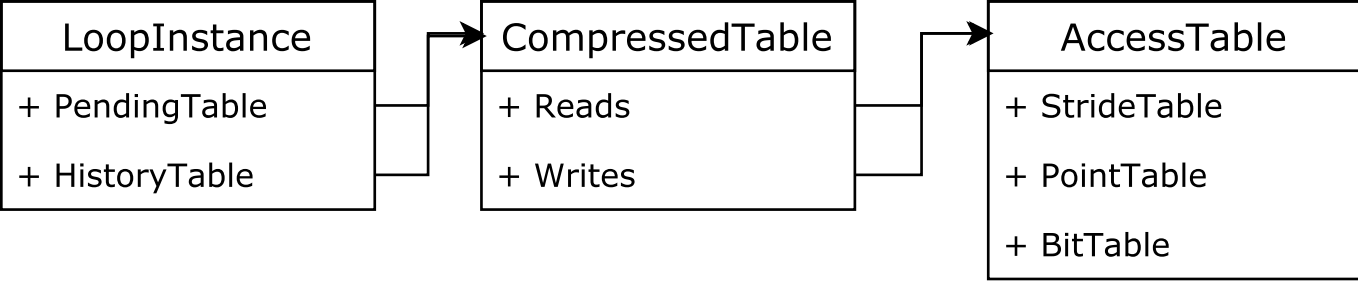 LoopInstance
+ PendingTable
+ HistoryTable
CompressedTable
+ Reads
+ Writes
AccessTable
+ StrideTable
+ PointTable
+ BitTable